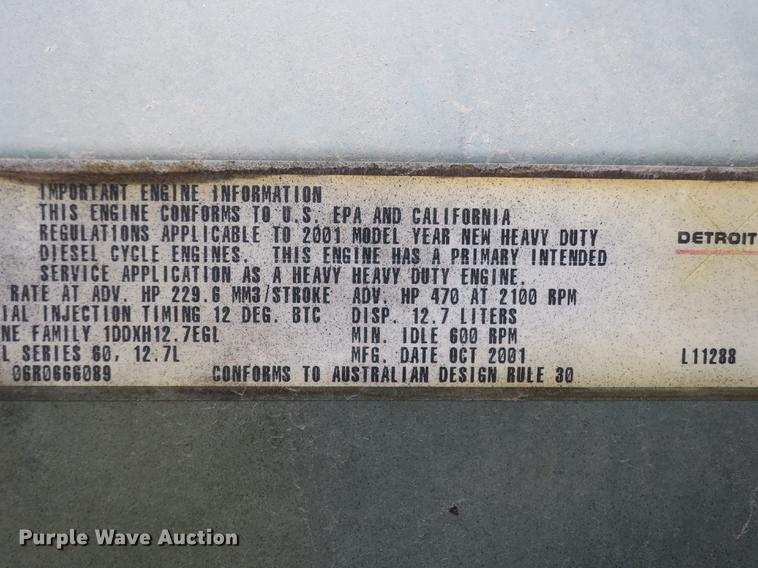 IMPORTANT ENGINE INFORMATION
THIS ENGINE CONFORMS TO U.S. EPA AND CALIFORNIA
REGULATIONS APPLICABLE TO 2001 MODEL YEAR NEW HEAVY DUTY
DIESEL CYCLE ENGINES. THIS ENGINE HAS A PRIMARY INTENDED
SERVICE APPLICATION AS A HEAVY HEAVY DUTY ENGINE.
RATE AT ADV. HP 229.6 MM3/STROKE ADV. HP 470 AT 2100 RPM
IAL INJECTION TIMING 12 DEG. BTC DISP. 12.7 LITERS
NE FAMILY 1DDXH12.7EGL MIN. IDLE 600 RPM
L SERIES 60, 12.7L MFG. DATE OCT 2001
06R0666089 CONFORMS TO AUSTRALIAN DESIGN RULE 30
DETROIT
L11288
Purple Wave Auction